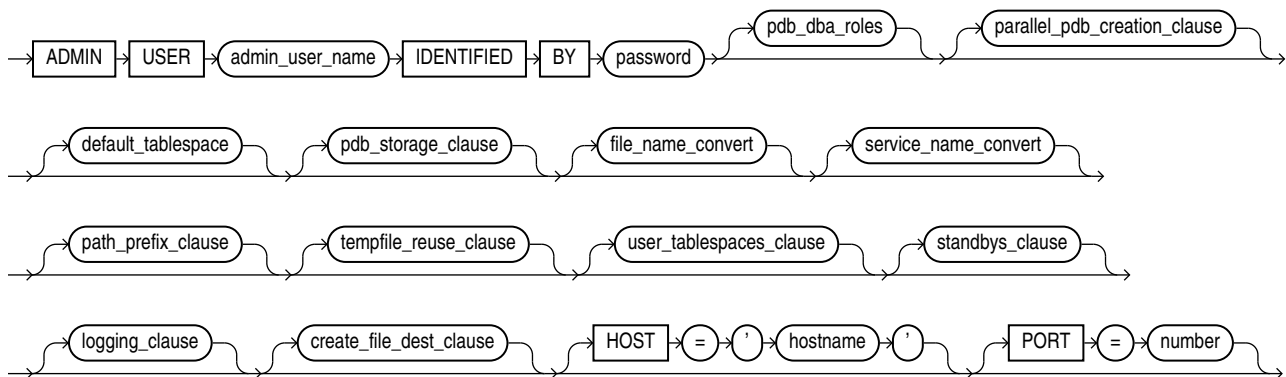 ADMIN USER admin_user_name IDENTIFIED BY password pdb_dba_roles parallel_pdb_creation_clause
default_tablespace pdb_storage_clause file_name_convert service_name_convert
path_prefix_clause tempfile_reuse_clause user_tablespaces_clause standbys_clause
logging_clause create_file_dest_clause HOST = ’ hostname ’ PORT = number